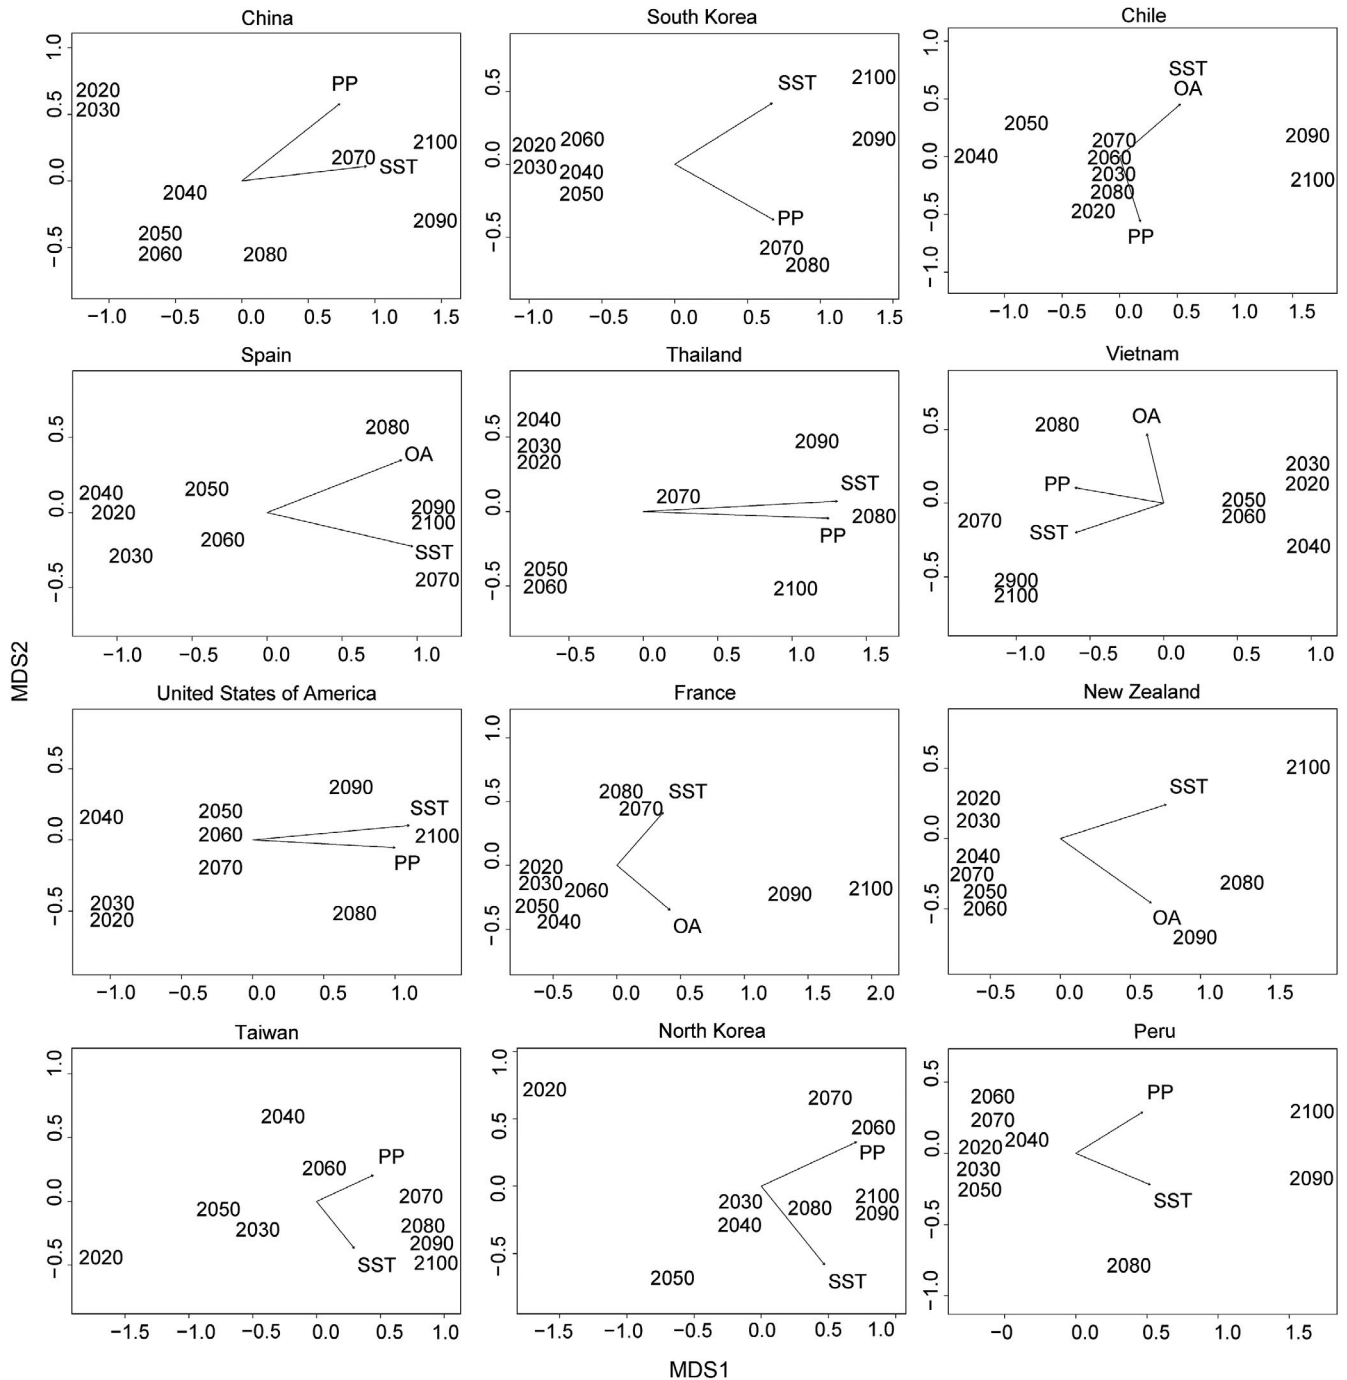 China
1.0
0.5
0.0
−0.5
PP
2020
2030
2100
2070
SST
2040
2090
2050
2060
2080
−1.0 −0.5 0.0 0.5 1.0 1.5
South Korea
0.5
0.0
−0.5
SST
2100
2090
2020
2060
2030
2040
2050
PP
2070
2080
−1.0 −0.5 0.0 0.5 1.0 1.5
Chile
1.0
0.5
0.0
−0.5
−1.0
SST
OA
2050
2070
2090
2040
2060
2030
2100
2080
2020
PP
−1.0 −0.5 0.0 0.5 1.0 1.5
Spain
0.5
0.0
−0.5
2080
OA
2040
2050
2020
2090
2100
2060
2030
SST
2070
−1.0 −0.5 0.0 0.5 1.0
Thailand
0.5
0.0
−0.5
2040
2030
2020
2090
SST
2070
2080
PP
2050
2060
2100
−0.5 0.0 0.5 1.0 1.5
Vietnam
0.5
0.0
−0.5
OA
2080
2030
PP
2020
2050
2070
2060
SST
2040
2900
2100
−1.0 −0.5 0.0 0.5 1.0
MDS2
United States of America
0.5
0.0
−0.5
2090
SST
2040
2050
2060
2100
PP
2070
2030
2020
2080
−1.0 −0.5 0.0 0.5 1.0
France
1.0
0.5
0.0
−0.5
2080
SST
2070
2020
2030
2060
2090
2100
2050
2040
OA
−0.5 0.0 0.5 1.0 1.5 2.0
New Zealand
0.5
0.0
−0.5
2100
SST
2020
2030
2040
2070
2080
2050
2060
OA
2090
−0.5 0.0 0.5 1.0 1.5
Taiwan
1.0
0.5
0.0
−0.5
2040
PP
2060
2070
2050
2030
2080
2090
2020
SST
2100
−1.5 −1.0 −0.5 0.0 0.5 1.0
North Korea
1.0
0.5
0.0
−0.5
2020
2070
2060
PP
2030
2080
2100
2090
2040
2050
SST
−1.5 −1.0 −0.5 0.0 0.5 1.0
Peru
0.5
0.0
−0.5
−1.0
PP
2060
2070
2100
2020
2040
2030
2050
2090
SST
2080
−0 0.0 0.5 1.0 1.5
MDS1